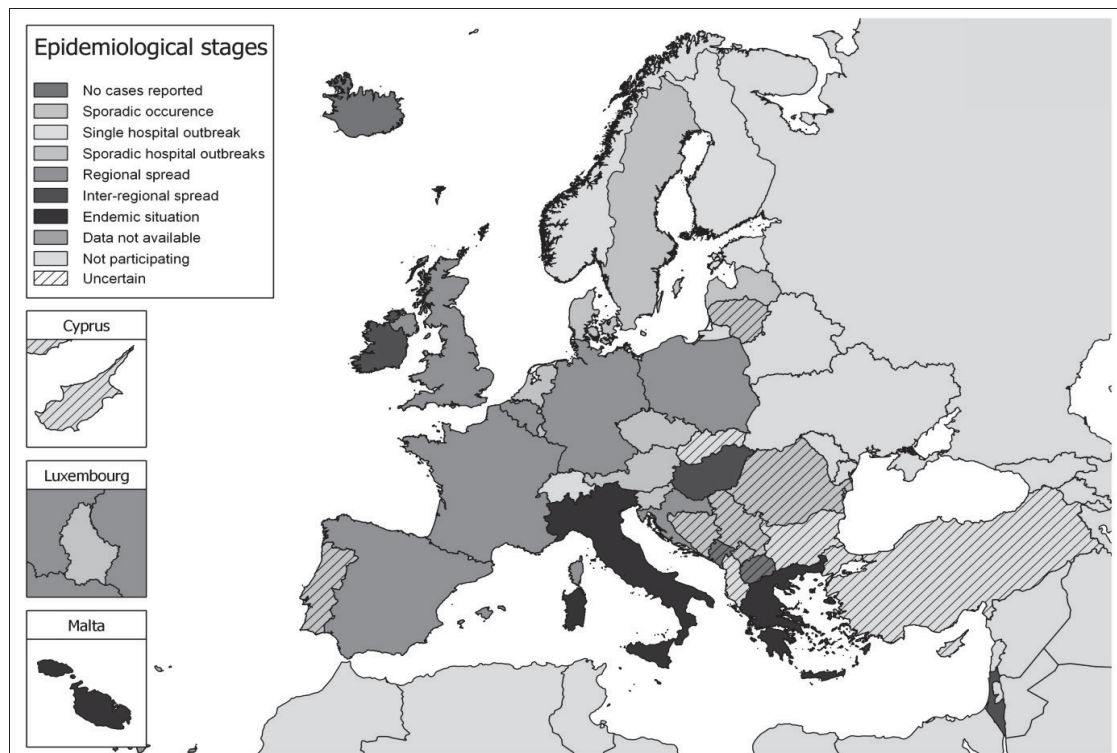 Epidemiological stages
No cases reported
Sporadic occurence
Single hospital outbreak
Sporadic hospital outbreaks
Regional spread
Inter-regional spread
Endemic situation
Data not available
Not participating
Uncertain
Cyprus
Luxembourg
Malta